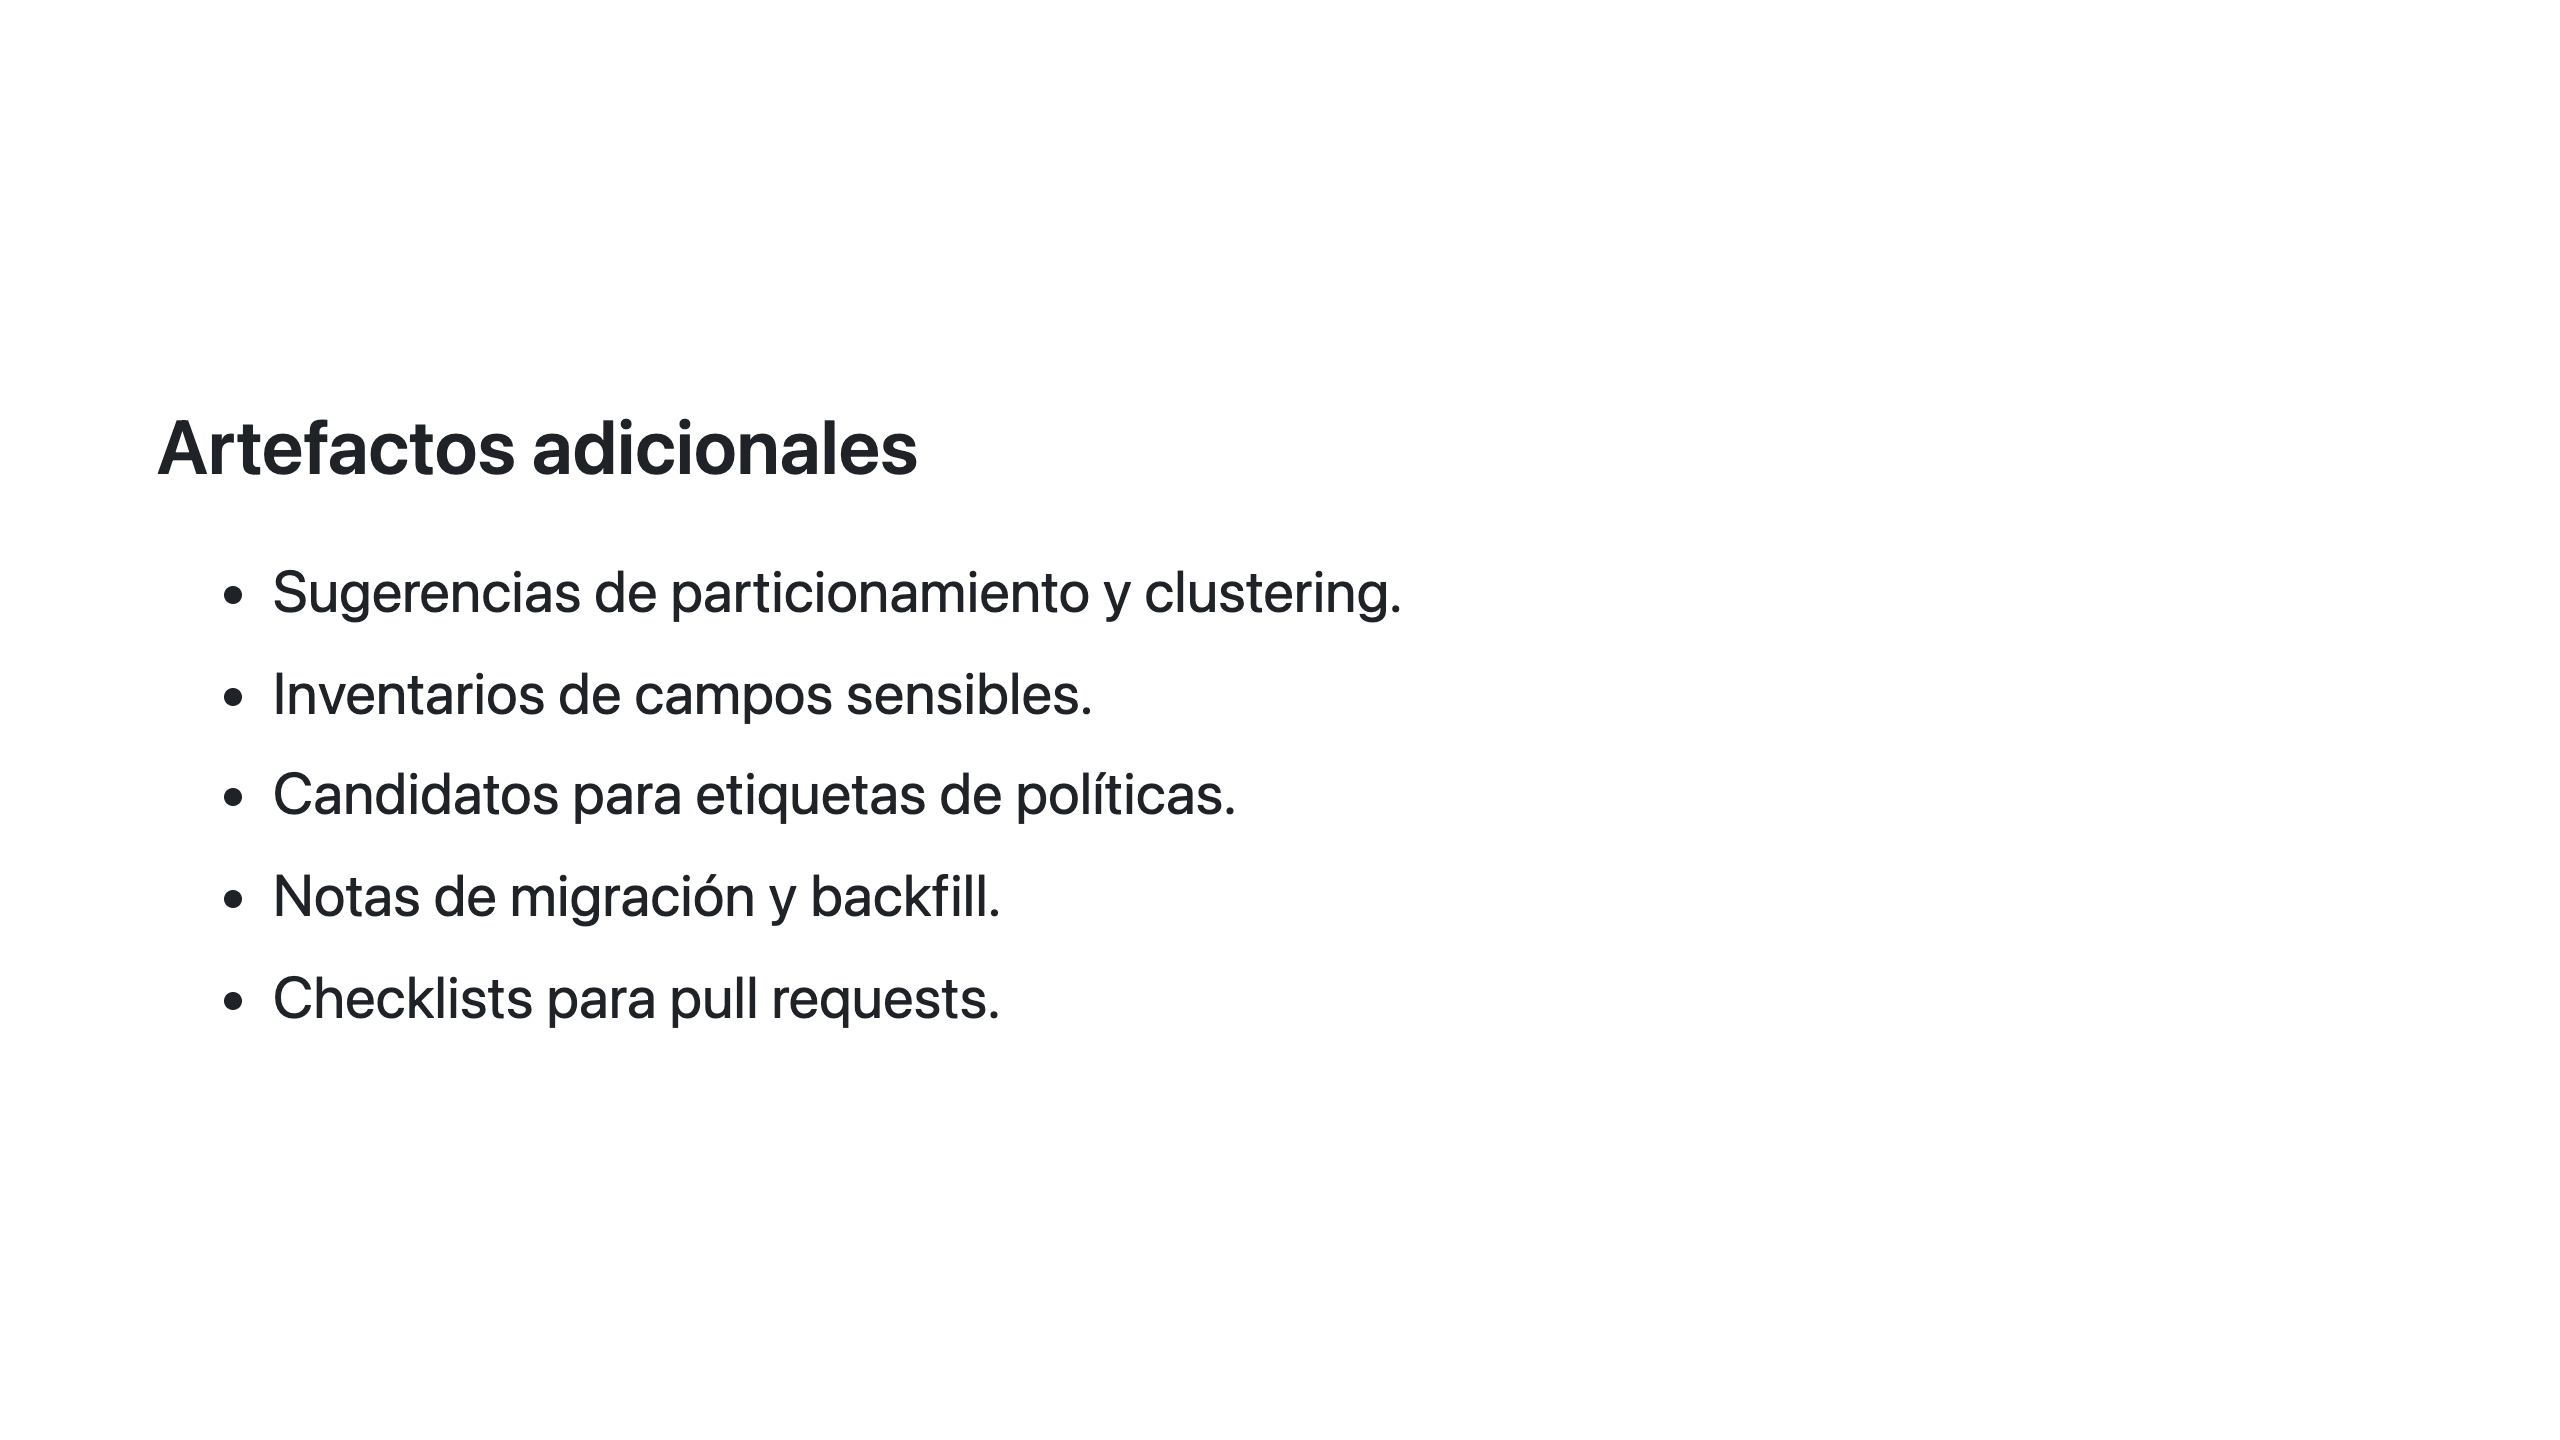 Artefactos adicionales
• Sugerencias de particionamiento y clustering.
• Inventarios de campos sensibles.
• Candidatos para etiquetas de políticas.
• Notas de migración y backfill.
• Checklists para pull requests.